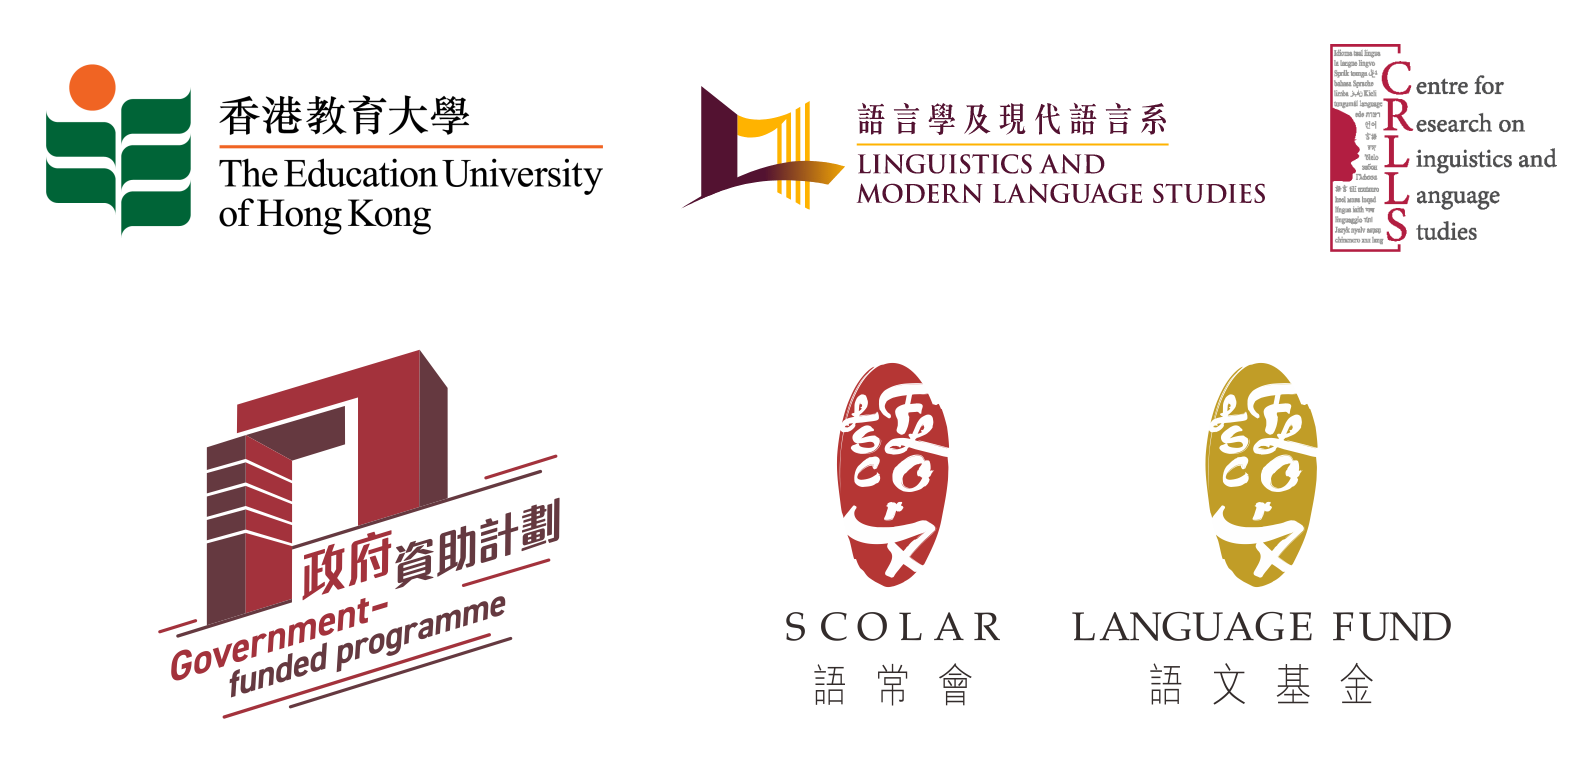 香港教育大學
The Education University
of Hong Kong
語言學及現代語言系
LINGUISTICS AND
MODERN LANGUAGE STUDIES
Centre for
Research on
Linguistics and
Language
Studies
政府資助計劃
Government-
funded programme
SCOLAR
語常會
LANGUAGE FUND
語文基金